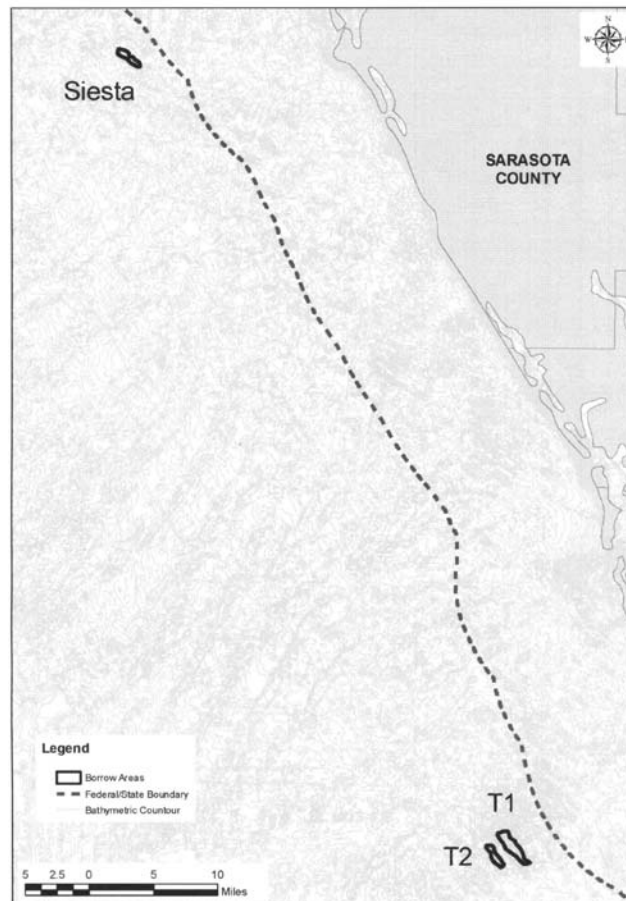 N
W
S
Siesta
SARASOTA
COUNTY
Legend
Borrow Areas
Federal/State Boundary
Bathymetric Countour
T1
T2
5 2.5 0 5 10
Miles